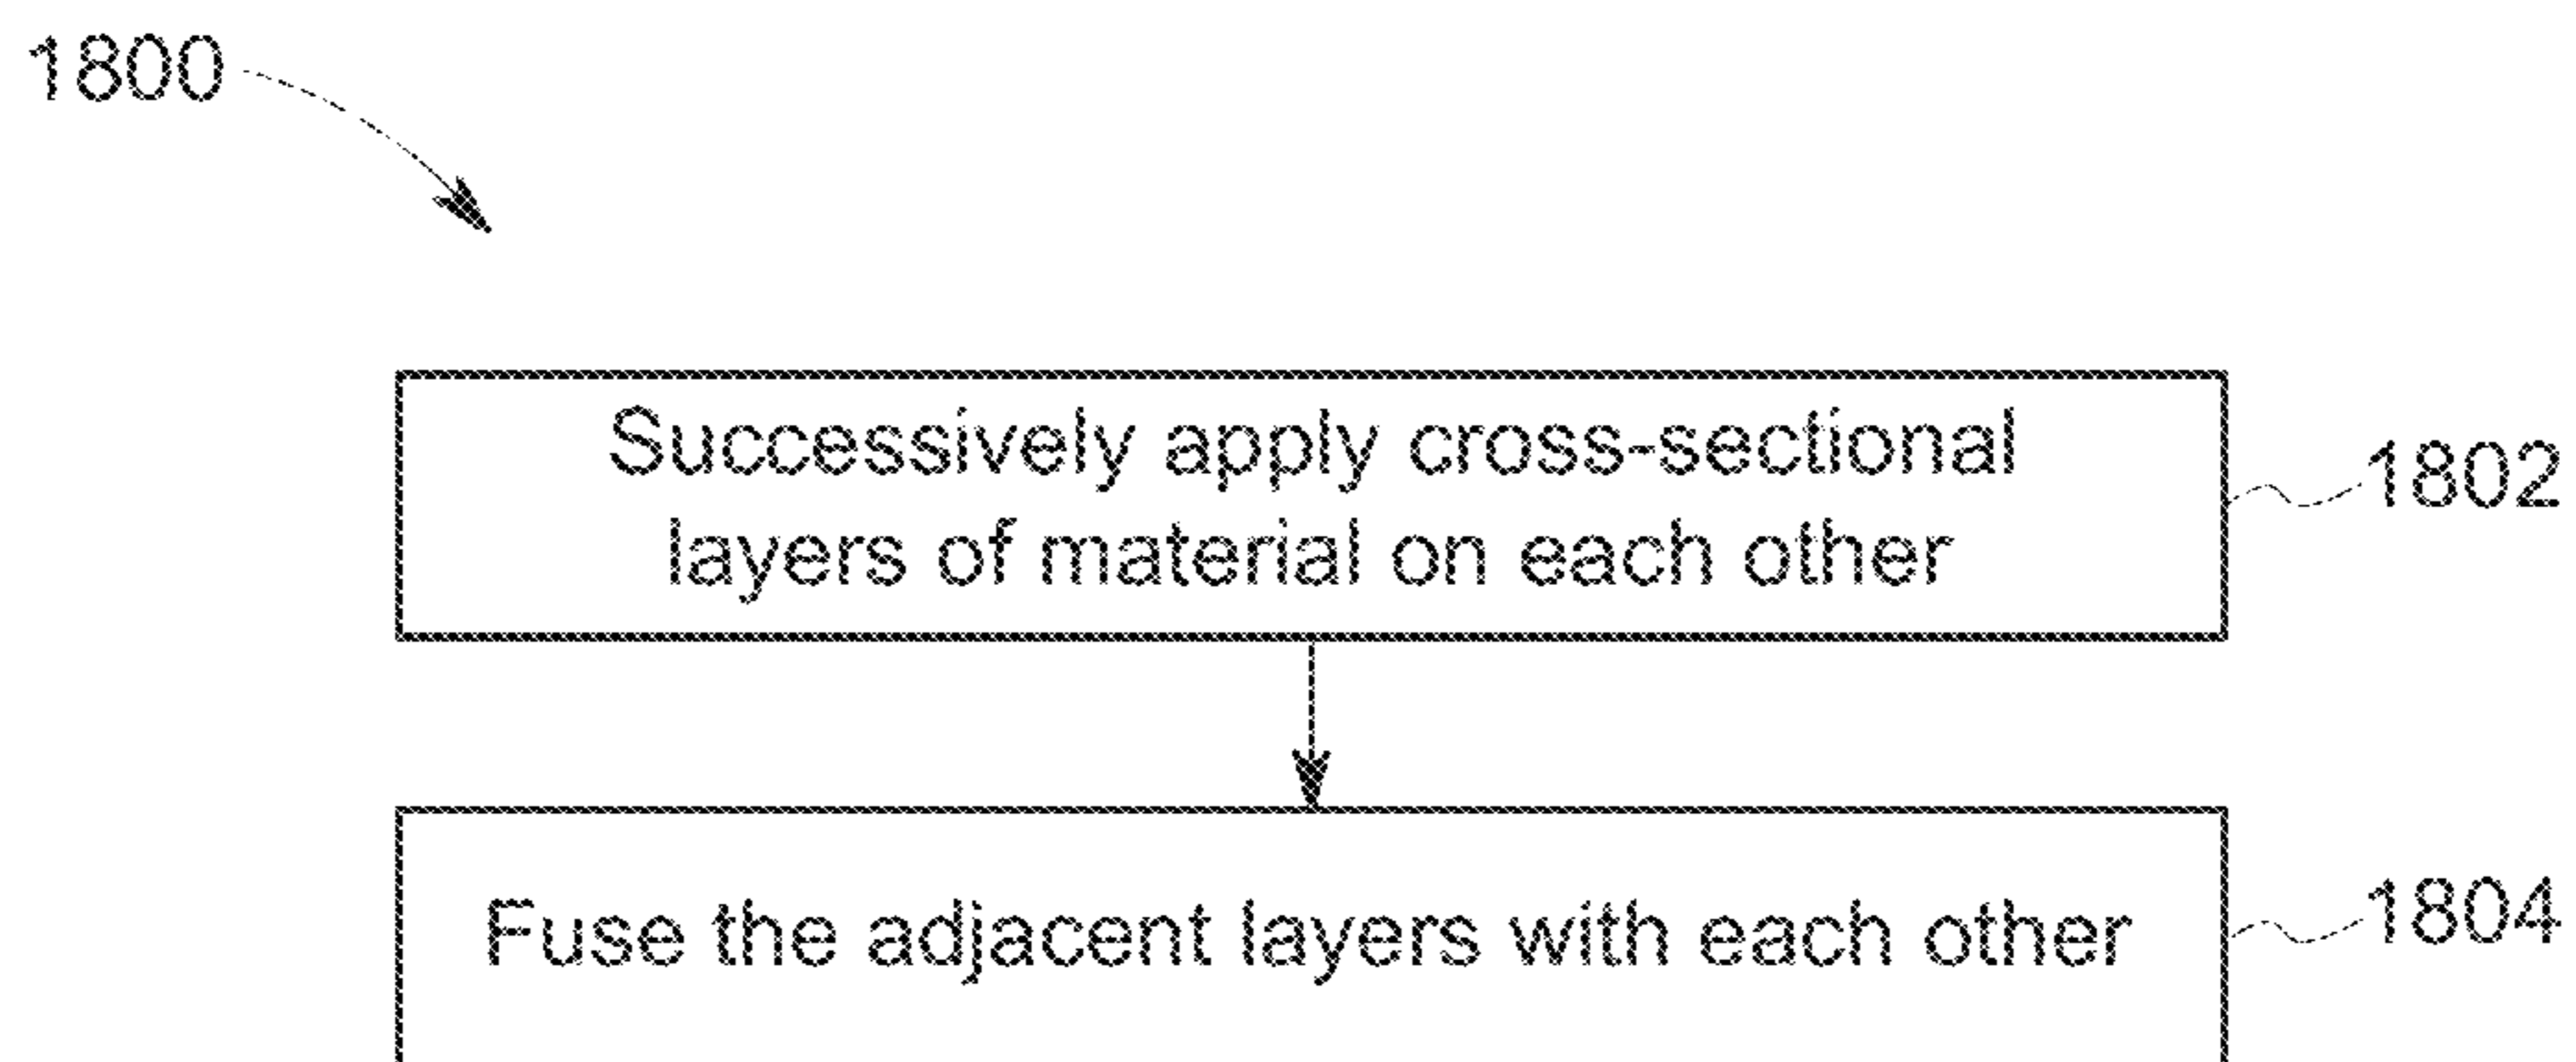 1800
Successively apply cross-sectional
layers of material on each other
1802
Fuse the adjacent layers with each other
1804